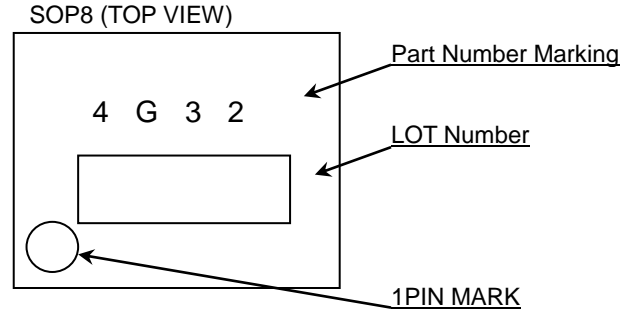 SOP8 (TOP VIEW)
Part Number Marking
4 G 3 2
LOT Number
1PIN MARK